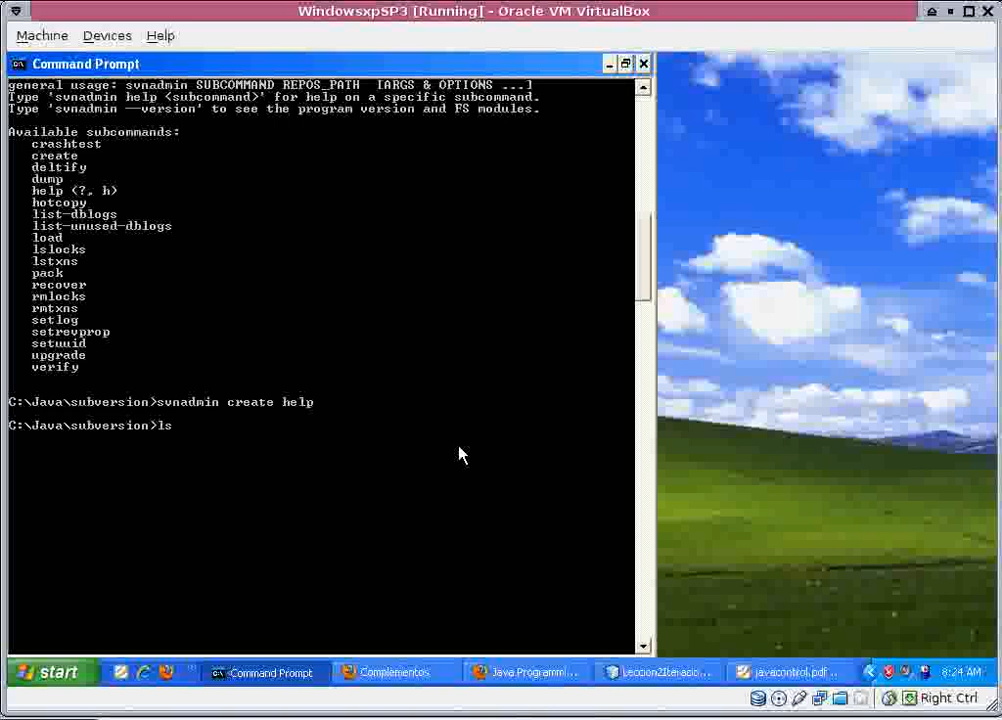 WindowsxpSP3 [Running] - Oracle VM VirtualBox
Machine Devices Help
Command Prompt
general usage: svnadmin SUBCOMMAND REPOS_PATH  [ARGS & OPTIONS ...]
Type 'svnadmin help <subcommand>' for help on a specific subcommand.
Type 'svnadmin --version' to see the program version and FS modules.
Available subcommands:
crashtest
create
deltify
dump
help (?, h)
hotcopy
list-dblogs
list-unused-dblogs
load
lslocks
lstxns
pack
recover
rmlocks
rmtxns
setlog
setrevprop
setuuid
upgrade
verify
C:\Java\subversion>svnadmin create help
C:\Java\subversion>ls
start Command Prompt Complementos Java Programmi... Leccion2Iteracio... javacontrol.pdf... 8:24 AM
Right Ctrl